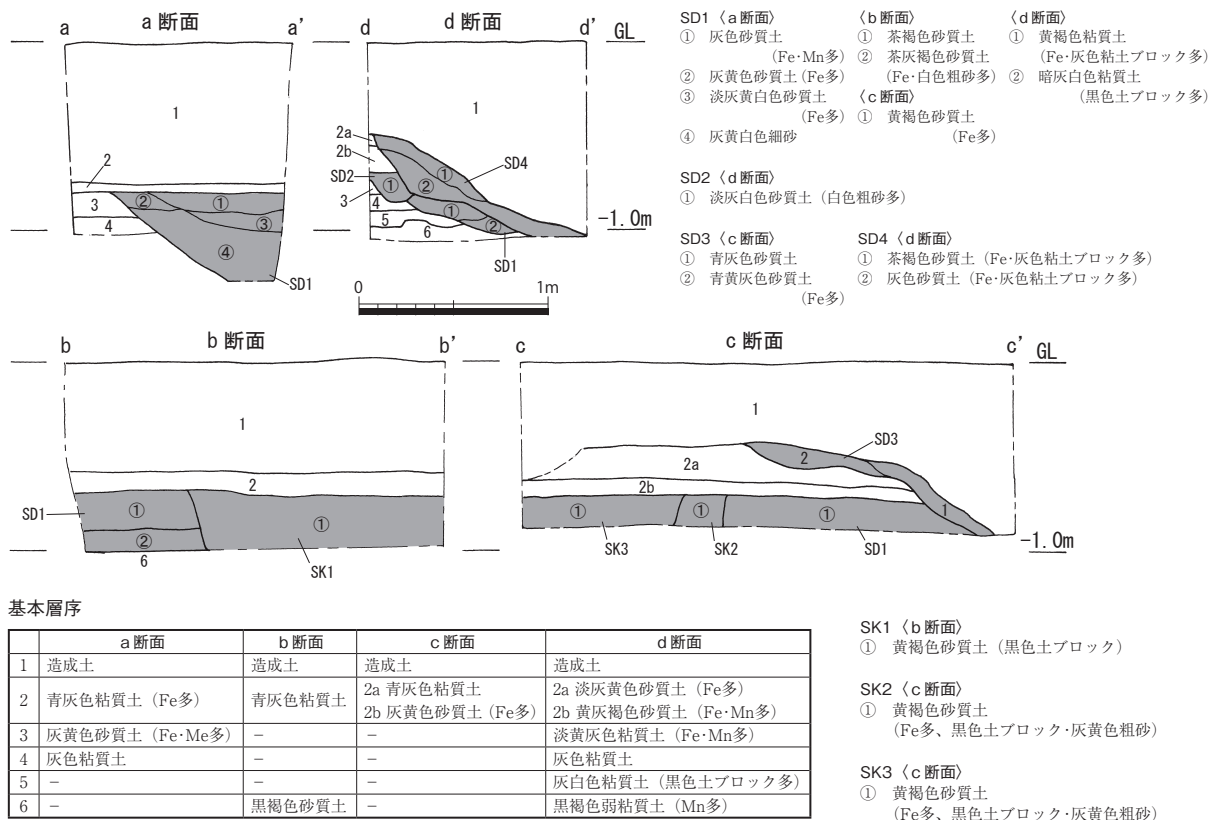 a 断面
a
a'
1
2
3
4
①
②
③
④
SD1
d 断面
d
d'
GL
1
2a
2b
SD2
①
3
4
5
6
①
②
SD4
①
②
SD1
-1.0m
0
1m
SD1〈a断面〉
① 灰色砂質土
(Fe・Mn多)
② 灰黄色砂質土(Fe多)
③ 淡灰黄白色砂質土
(Fe多)
④ 灰黄白色細砂
〈b断面〉
① 茶褐色砂質土
② 茶灰褐色砂質土
(Fe・白色粗砂多)
〈c断面〉
① 黄褐色砂質土
(Fe多)
〈d断面〉
① 黄褐色粘質土
(Fe・灰色粘土ブロック多)
② 暗灰白色粘質土
(黒色土ブロック多)
SD2〈d断面〉
① 淡灰白色砂質土(白色粗砂多)
SD3〈c断面〉
① 青灰色砂質土
② 青黄灰色砂質土
(Fe多)
SD4〈d断面〉
① 茶褐色砂質土(Fe・灰色粘土ブロック多)
② 灰色砂質土(Fe・灰色粘土ブロック多)
b 断面
b
b'
1
2
SD1
①
②
6
①
SK1
c 断面
c
c'
GL
1
2a
2b
2
SD3
1
①
①
①
SK3
SK2
SD1
-1.0m
基本層序
a断面 b断面 c断面 d断面
1 造成土 造成土 造成土 造成土
2 青灰色粘質土(Fe多) 青灰色粘質土 2a 青灰色粘質土 2a 淡灰黄色砂質土(Fe多)
2b 灰黄色砂質土(Fe多) 2b 黄灰褐色砂質土(Fe・Mn多)
3 灰黄色砂質土(Fe・Me多) − − 淡黄灰色粘質土(Fe・Mn多)
4 灰色粘質土 − − 灰色粘質土
5 − − − 灰白色粘質土(黒色土ブロック多)
6 − 黒褐色砂質土 − 黒褐色弱粘質土(Mn多)
SK1〈b断面〉
① 黄褐色砂質土(黒色土ブロック)
SK2〈c断面〉
① 黄褐色砂質土
(Fe多、黒色土ブロック・灰黄色粗砂)
SK3〈c断面〉
① 黄褐色砂質土
(Fe多、黒色土ブロック・灰黄色粗砂)